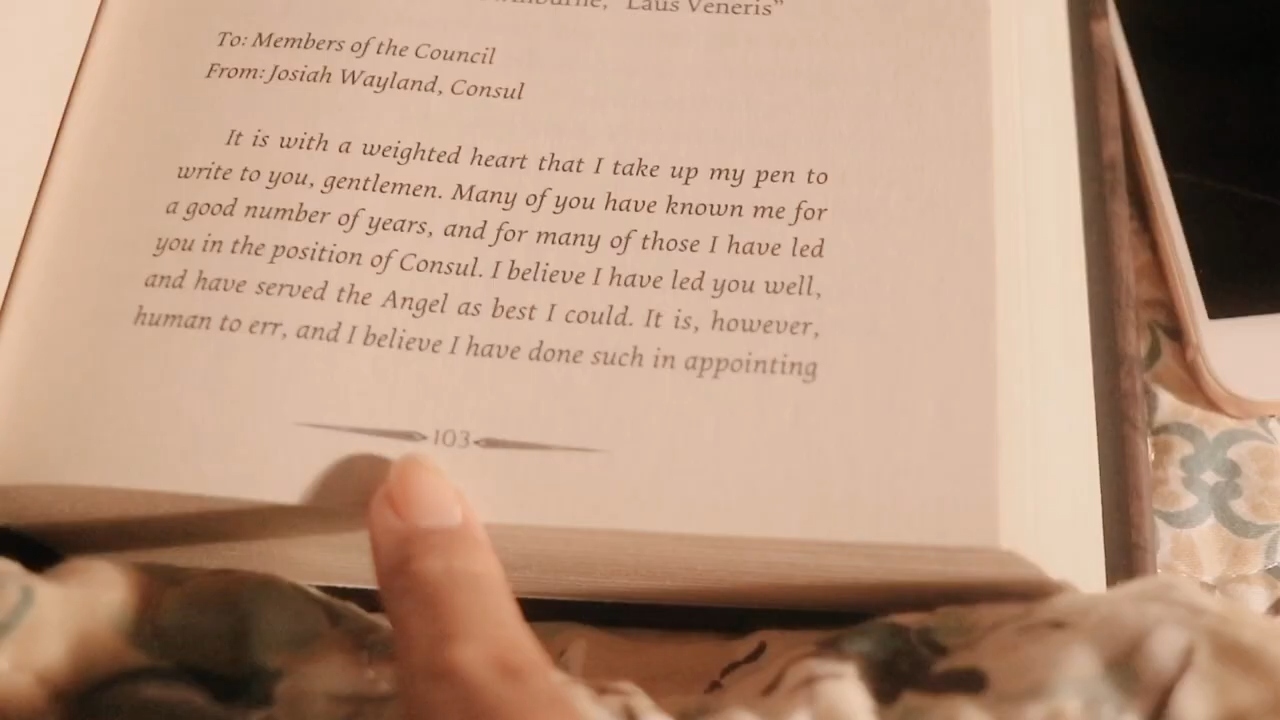 "Laus Veneris"
To: Members of the Council
From: Josiah Wayland, Consul
It is with a weighted heart that I take up my pen to
write to you, gentlemen. Many of you have known me for
a good number of years, and for many of those I have led
you in the position of Consul. I believe I have led you well,
and have served the Angel as best I could. It is, however,
human to err, and I believe I have done such in appointing
103